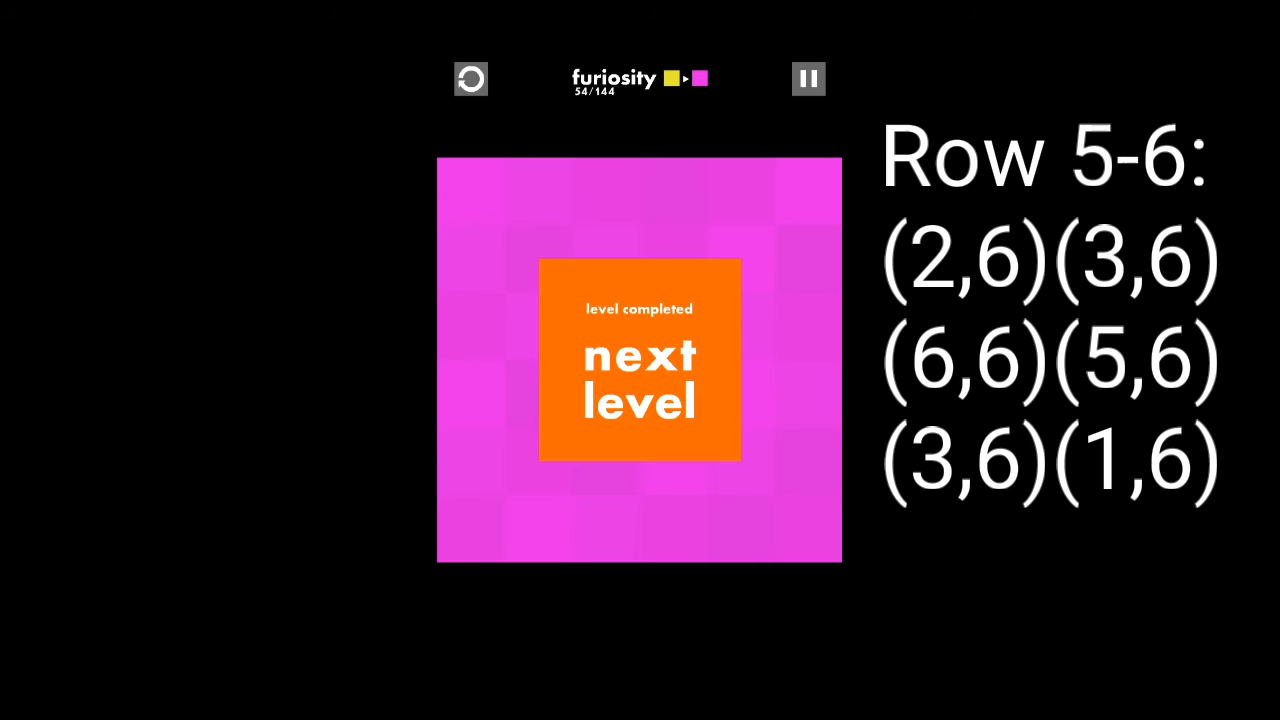 furiosity
54/144
level completed
next
level
Row 5-6:
(2,6)(3,6)
(6,6)(5,6)
(3,6)(1,6)